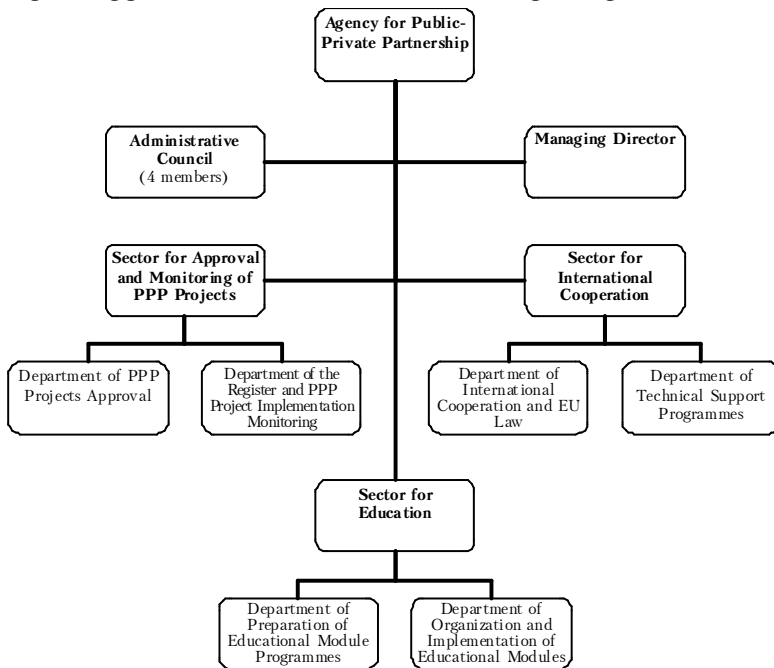 Agency for Public-
Private Partnership
Administrative
Council
(4 members)
Managing Director
Sector for Approval
and Monitoring of
PPP Projects
Sector for
International
Cooperation
Department of PPP
Projects Approval
Department of the
Register and PPP
Project Implementation
Monitoring
Department of
International
Cooperation and EU
Law
Department of
Technical Support
Programmes
Sector for
Education
Department of
Preparation of
Educational Module
Programmes
Department of
Organization and
Implementation of
Educational Modules